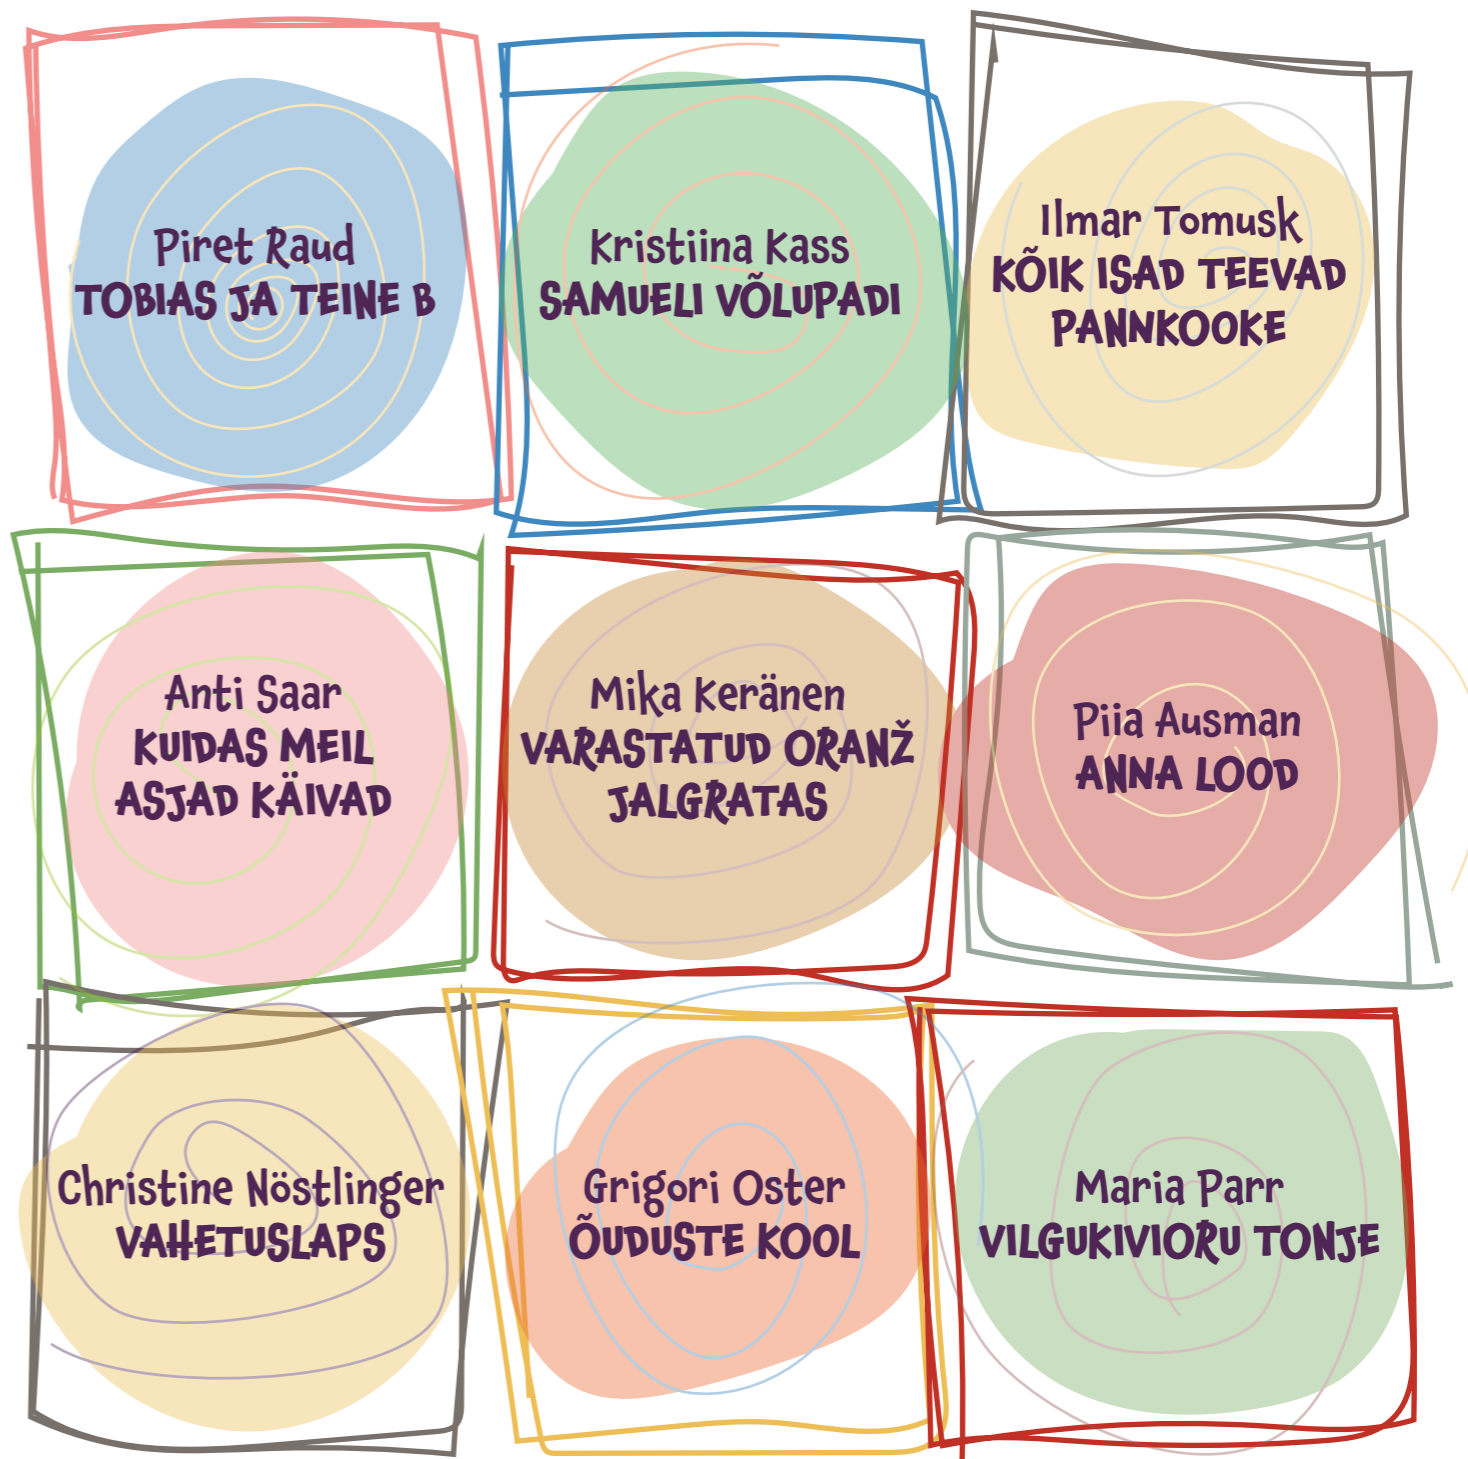 Piret Raud
TOBIAS JA TEINE B
Kristiina Kass
SAMUELI VÕLUPADI
Ilmar Tomusk
KÕIK ISAD TEEVAD
PANNKOOKE
Anti Saar
KUIDAS MEIL
ASJAD KÄIVAD
Mika Keränen
VARASTATUD ORANŽ
JALGRATAS
Piia Ausman
ANNA LOOD
Christine Nöstlinger
VAHETUSLAPS
Grigori Oster
ÕUDUSTE KOOL
Maria Parr
VILGUKIVIORU TONJE